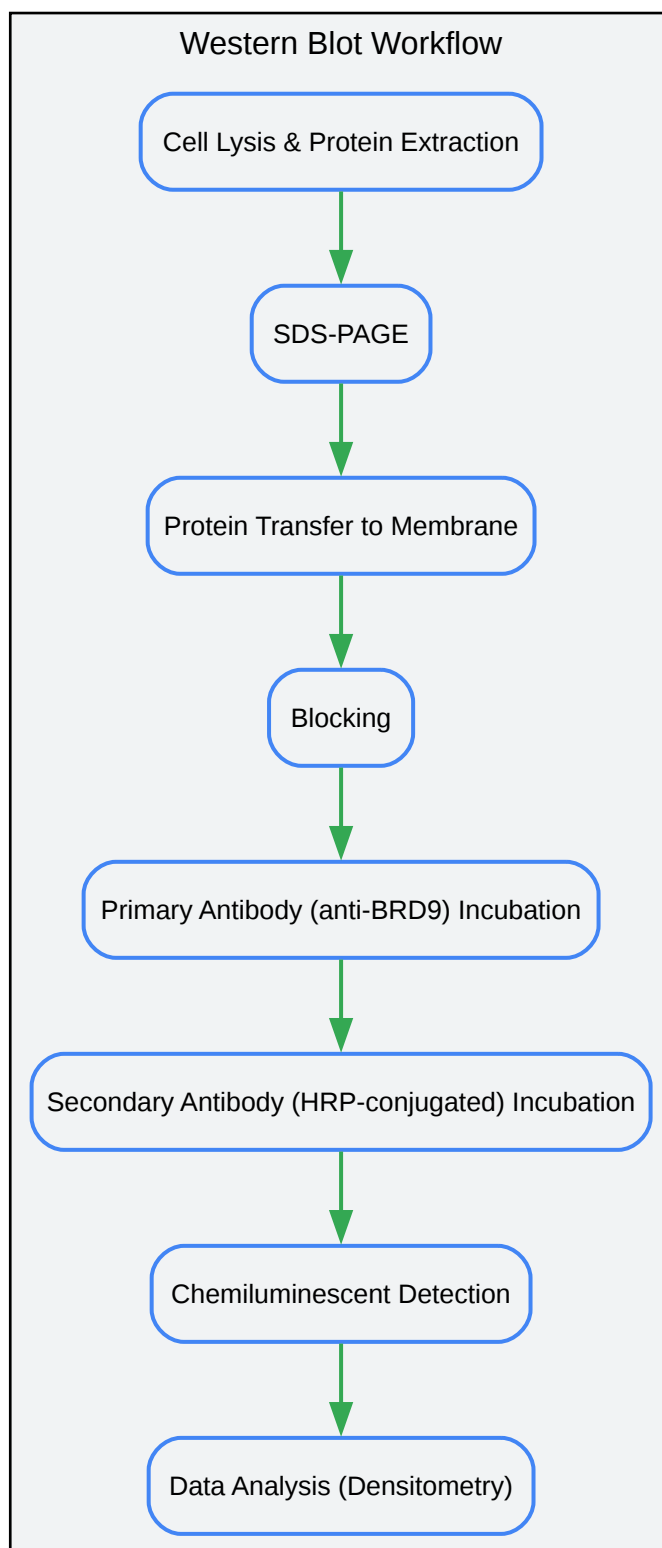 Western Blot Workflow
Cell Lysis & Protein Extraction
SDS-PAGE
Protein Transfer to Membrane
Blocking
Primary Antibody (anti-BRD9) Incubation
Secondary Antibody (HRP-conjugated) Incubation
Chemiluminescent Detection
Data Analysis (Densitometry)